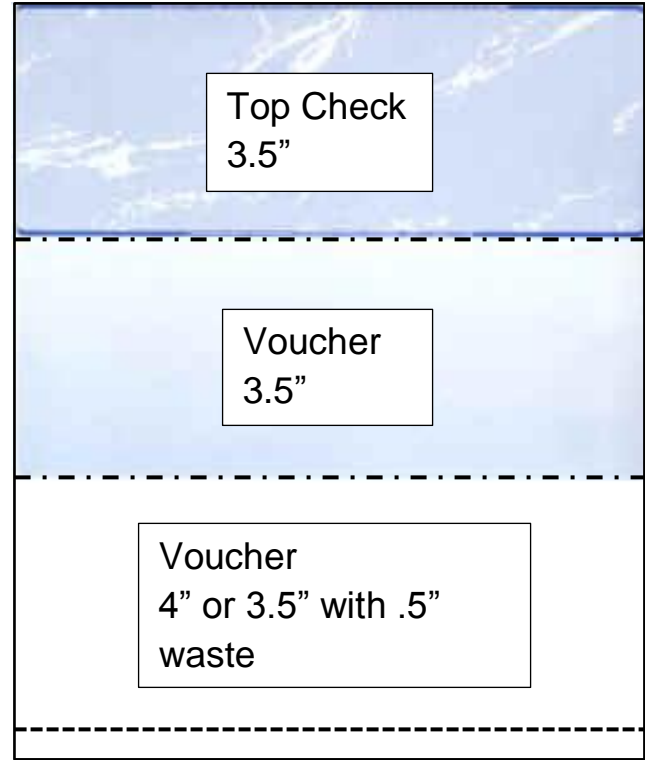 Top Check
3.5”
Voucher
3.5”
Voucher
4” or 3.5” with .5”
waste